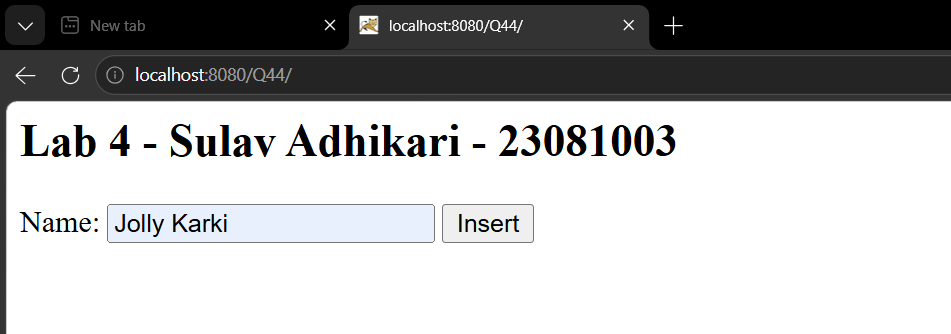 New tab
localhost:8080/Q44/
localhost:8080/Q44/
Lab 4 - Sulav Adhikari - 23081003
Name: Jolly Karki Insert